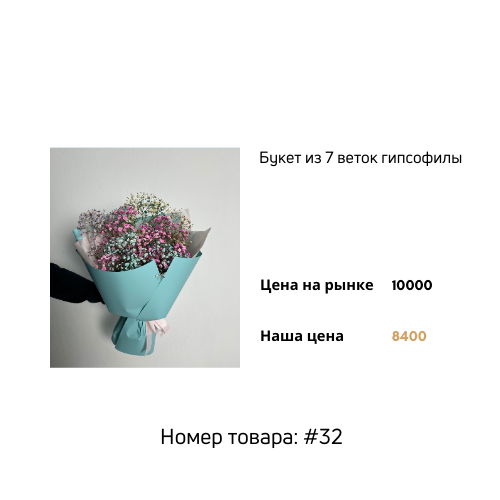 Букет из 7 веток гипсофилы
Цена на рынке 10000
Наша цена 8400
Номер товара: #32